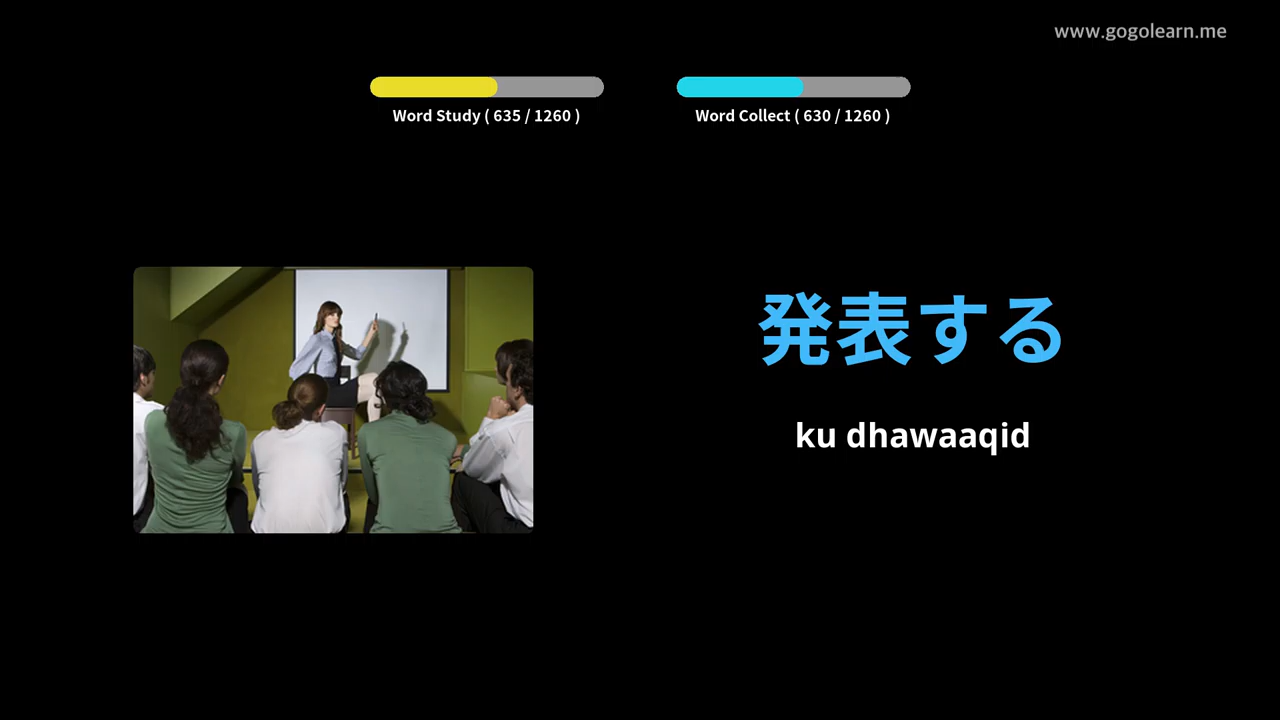 www.gogolearn.me
Word Study ( 635 / 1260 )
Word Collect ( 630 / 1260 )
発表する
ku dhawaaqid